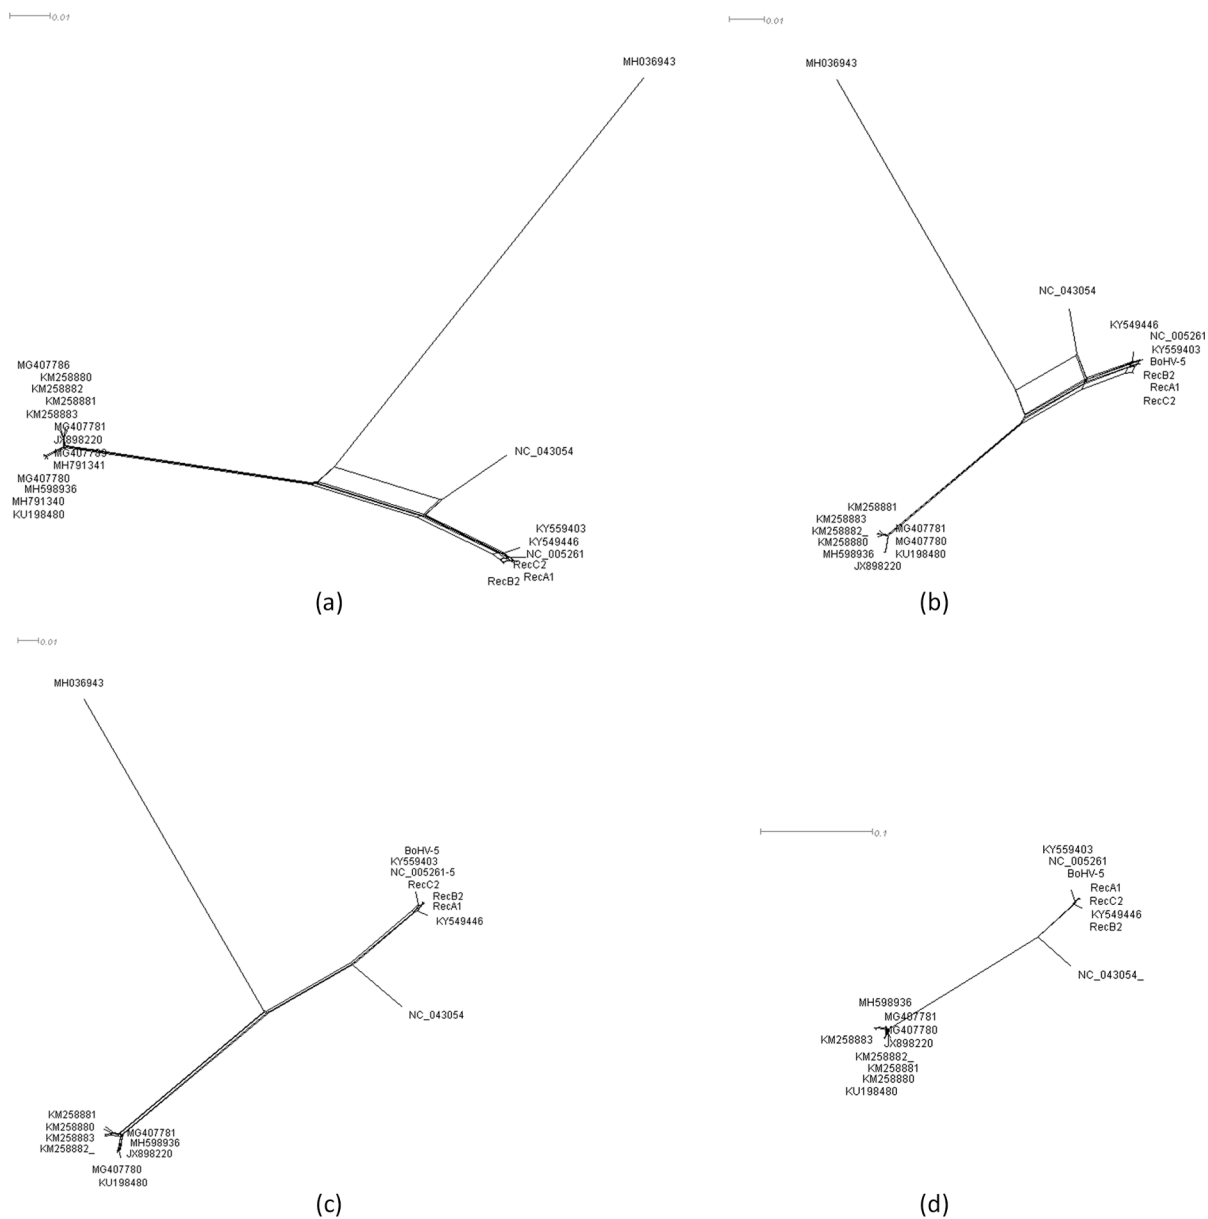 0.01
MH036943
MG407786
KM258880
KM258882
KM258881
KM258883
MG407781
JX898220
MH791341
MG407780
MH598936
MH791340
KU198480
NC_043054
KY559403
KY549446
NC_005261
RecC2
RecA1
RecB2
(a)
0.01
MH036943
NC_043054
KY549446
NC_005261
KY559403
BoHV-5
RecB2
RecA1
RecC2
KM258881
KM258883
KM258882_
KM258880
MH598936
JX898220
MG407781
MG407780
KU198480
(b)
0.01
MH036943
BoHV-5
KY559403
NC_005261-5
RecC2
RecB2
RecA1
KY549446
NC_043054
KM258881
KM258880
KM258883
KM258882_
MG407781
MH598936
JX898220
MG407780
KU198480
(c)
0.1
KY559403
NC_005261
BoHV-5
RecA1
RecC2
KY549446
RecB2
NC_043054_
MH598936
MG407781
MG407780
KM258883
JX898220
KM258882_
KM258881
KM258880
KU198480
(d)